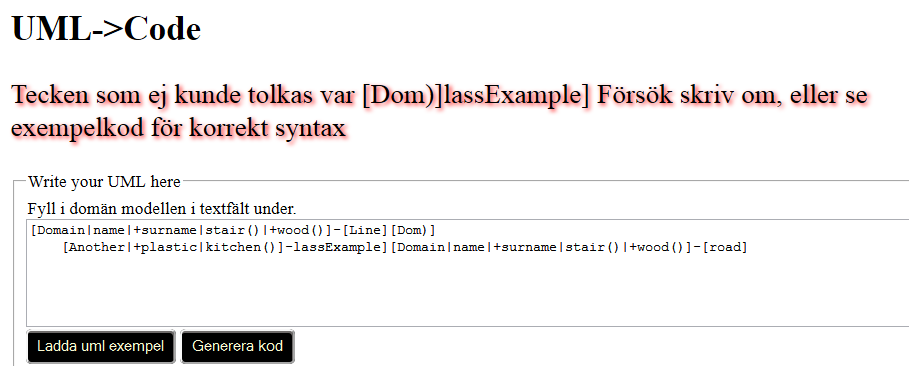 UML->Code
Tecken som ej kunde tolkas var [Dom)]lassExample] Försök skriv om, eller se
exempelkod för korrekt syntax
Write your UML here
Fyll i domän modellen i textfält under.
[Domain|name|+surname|stair()|+wood()]-[Line][Dom)]
[Another|+plastic|kitchen()]-lassExample][Domain|name|+surname|stair()|+wood()]-[road]
Ladda uml exempel Generera kod